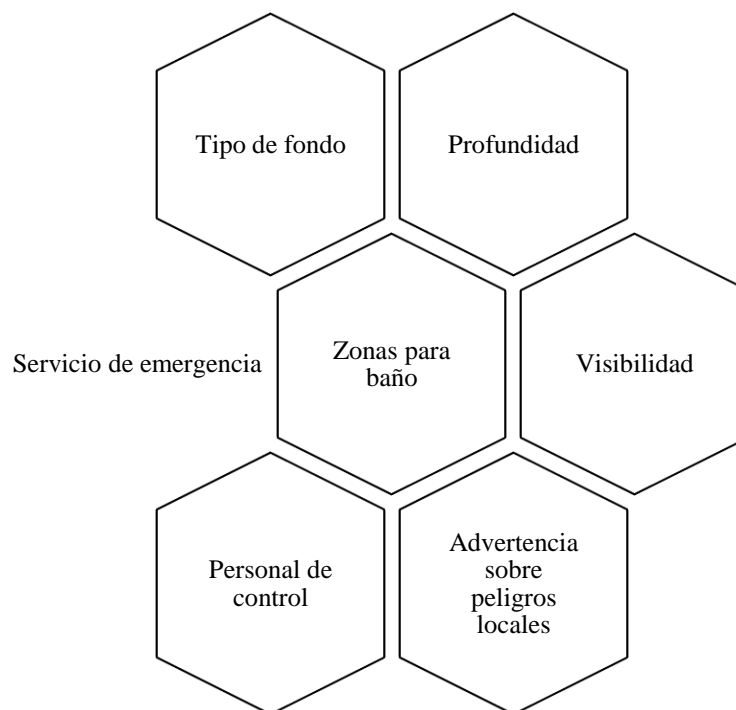 Tipo de fondo
Profundidad
Servicio de emergencia
Zonas para
baño
Visibilidad
Personal de
control
Advertencia
sobre
peligros
locales